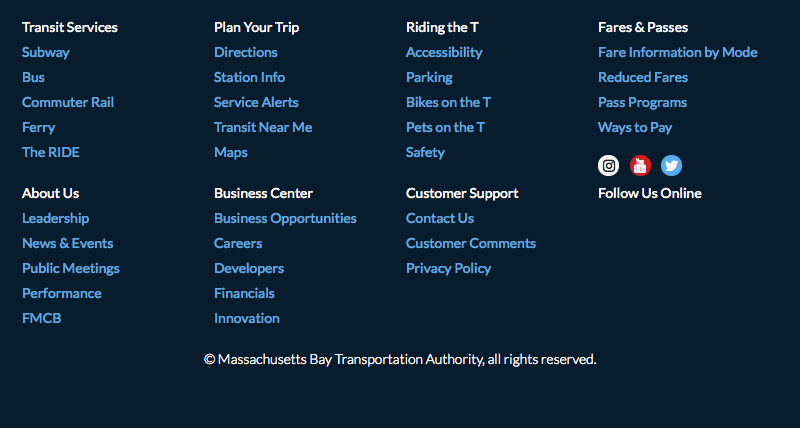 Transit Services
Subway
Bus
Commuter Rail
Ferry
The RIDE
Plan Your Trip
Directions
Station Info
Service Alerts
Transit Near Me
Maps
Riding the T
Accessibility
Parking
Bikes on the T
Pets on the T
Safety
Fares & Passes
Fare Information by Mode
Reduced Fares
Pass Programs
Ways to Pay
About Us
Leadership
News & Events
Public Meetings
Performance
FMCB
Business Center
Business Opportunities
Careers
Developers
Financials
Innovation
Customer Support
Contact Us
Customer Comments
Privacy Policy
Follow Us Online
© Massachusetts Bay Transportation Authority, all rights reserved.